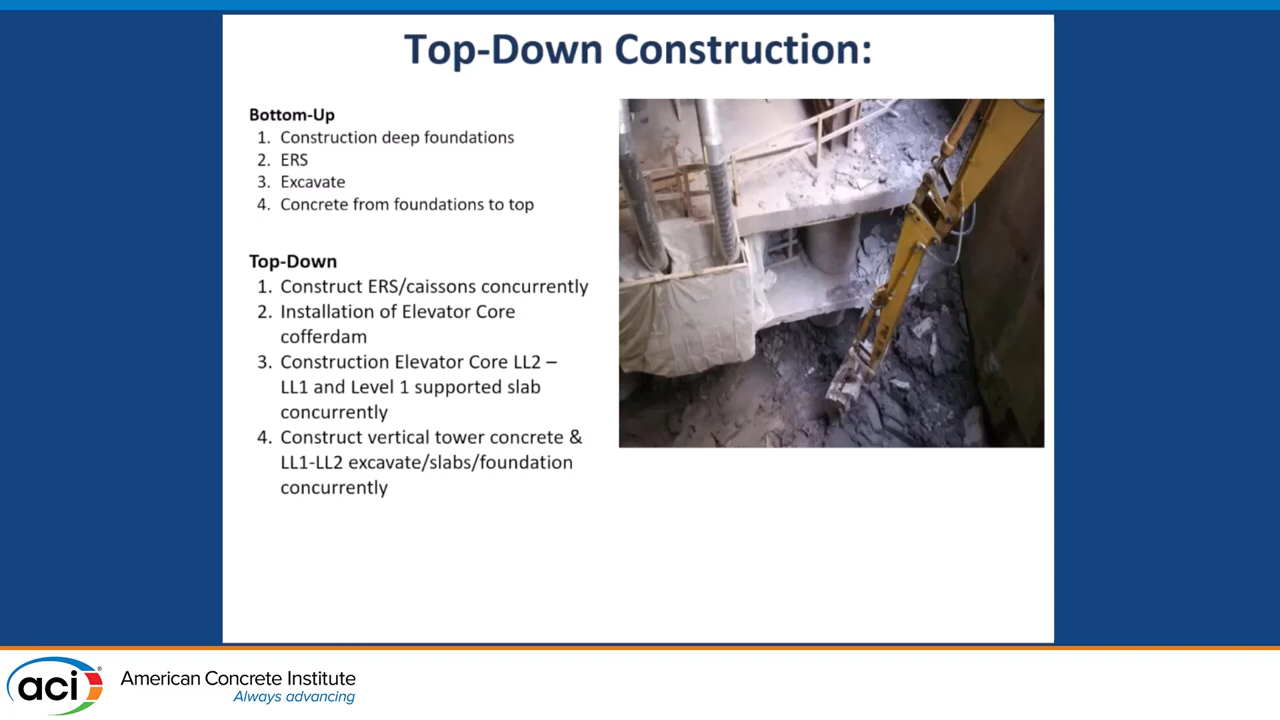 Top-Down Construction:
Bottom-Up
1. Construction deep foundations
2. ERS
3. Excavate
4. Concrete from foundations to top
Top-Down
1. Construct ERS/caissons concurrently
2. Installation of Elevator Core
cofferdam
3. Construction Elevator Core LL2 –
LL1 and Level 1 supported slab
concurrently
4. Construct vertical tower concrete &
LL1-LL2 excavate/slabs/foundation
concurrently
aci®
American Concrete Institute
Always advancing